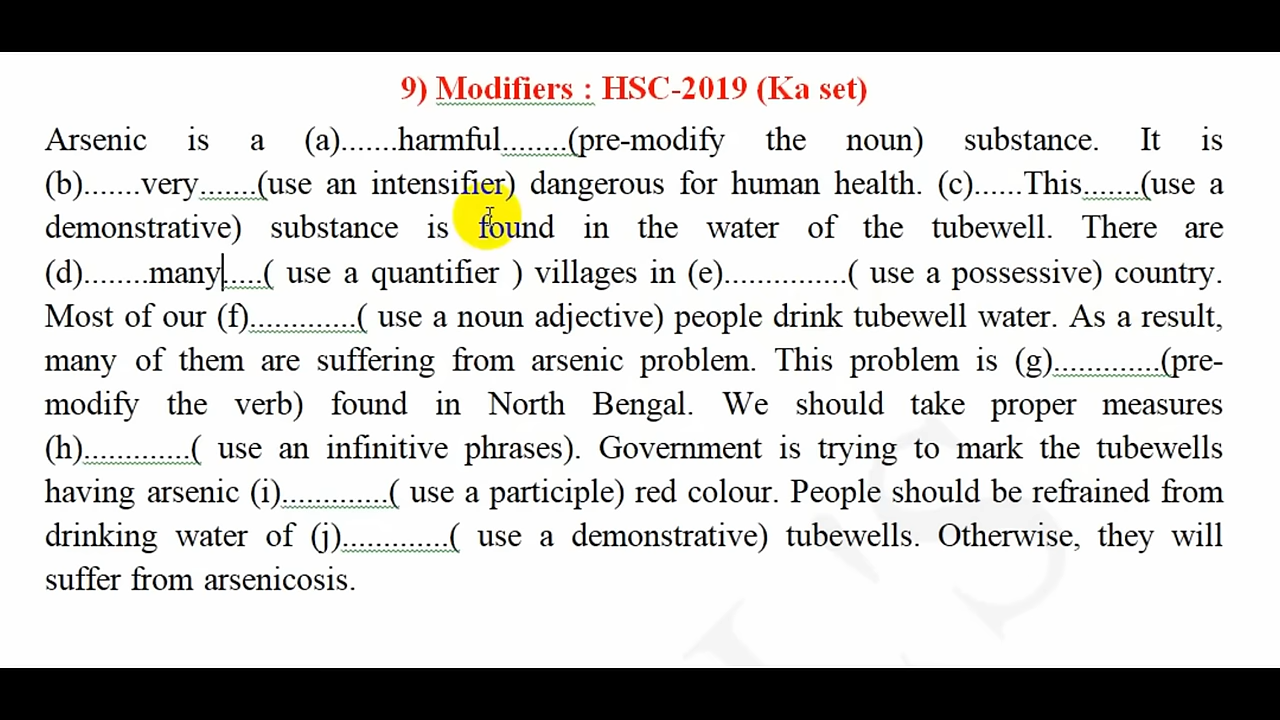 9) Modifiers : HSC-2019 (Ka set)
Arsenic is a (a).......harmful........(pre-modify the noun) substance. It is
(b).......very.......(use an intensifier) dangerous for human health. (c)......This.......(use a
demonstrative) substance is found in the water of the tubewell. There are
(d)........many.....( use a quantifier ) villages in (e)...............( use a possessive) country.
Most of our (f).............( use a noun adjective) people drink tubewell water. As a result,
many of them are suffering from arsenic problem. This problem is (g).............(pre-
modify the verb) found in North Bengal. We should take proper measures
(h).............( use an infinitive phrases). Government is trying to mark the tubewells
having arsenic (i).............( use a participle) red colour. People should be refrained from
drinking water of (j).............( use a demonstrative) tubewells. Otherwise, they will
suffer from arsenicosis.